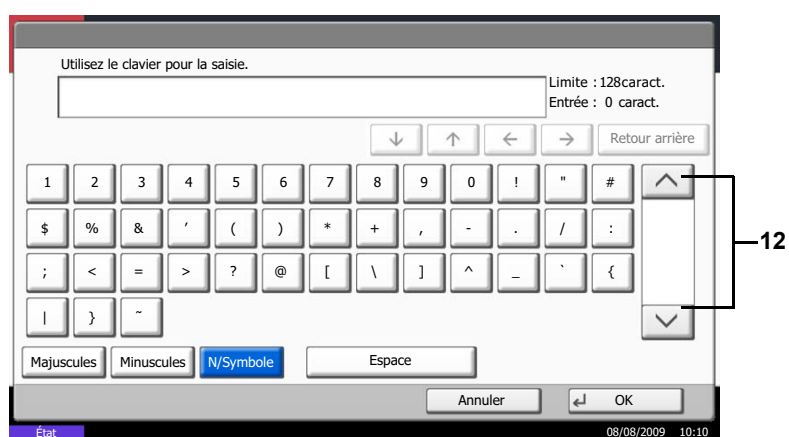 Utilisez le clavier pour la saisie.
Limite : 128caract.
Entrée : 0 caract.
Retour arrière
1 2 3 4 5 6 7 8 9 0 ! " #
$ % & ' ( ) * + , - . / :
; < = > ? @ [ \ ] ^ _ ` {
| } ~
12
Majuscules Minuscules N/Symbole Espace
Annuler OK
État 08/08/2009 10:10